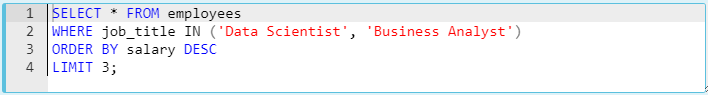 1 SELECT * FROM employees
2 WHERE job_title IN ('Data Scientist', 'Business Analyst')
3 ORDER BY salary DESC
4 LIMIT 3;